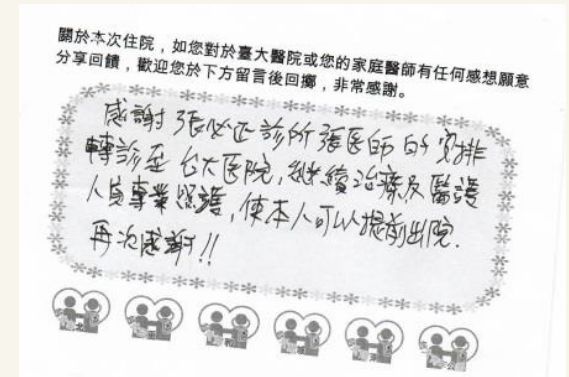 關於本次住院，如您對於臺大醫院或您的家庭醫師有任何感想願意
分享回饋，歡迎您於下方留言後回擲，非常感謝。
感謝張必正診所張医師的安排
轉診至台大医院，継續治療及醫護
人員專業照護，使本人可以提前出院.
再次感謝!!